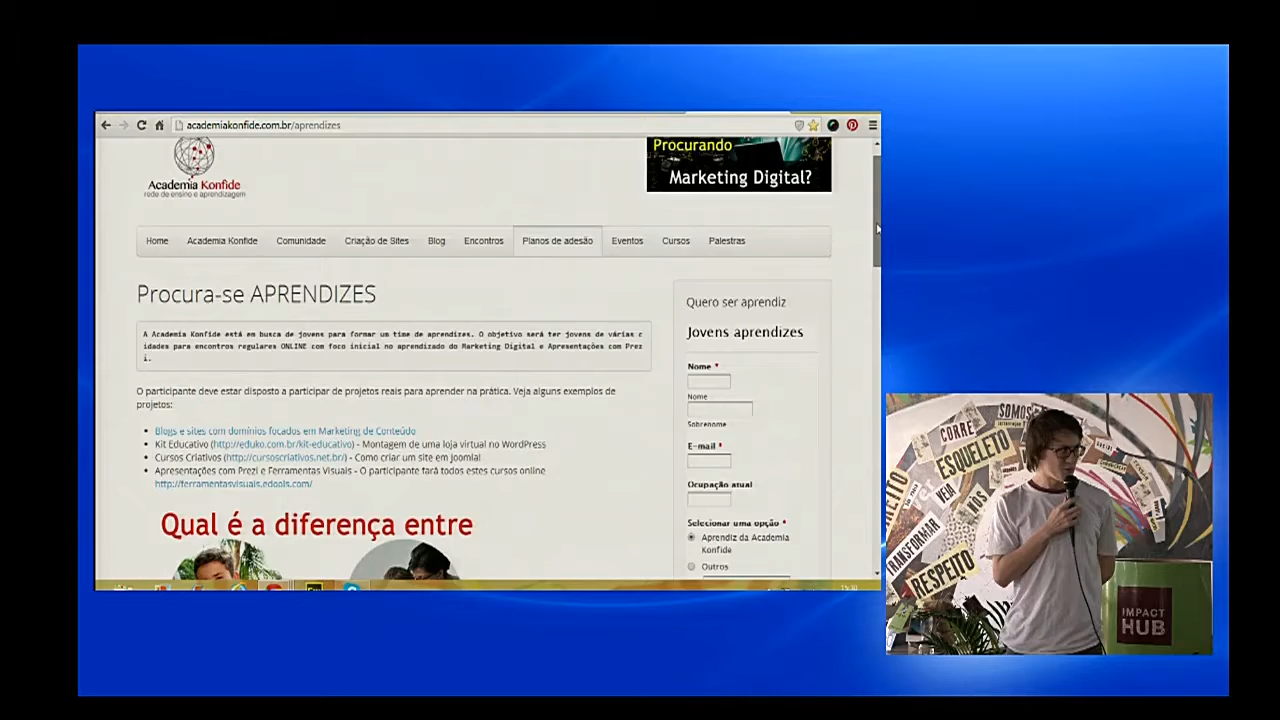 academiakonfide.com.br/aprendizes
Procurando
Marketing Digital?
Academia Konfide
rede de ensino e aprendizagem
Home Academia Konfide Comunidade Criação de Sites Blog Encontros Planos de adesão Eventos Cursos Palestras
Procura-se APRENDIZES
A Academia Konfide está em busca de jovens para formar um time de aprendizes. O objetivo será ter jovens de várias c
idades para encontros regulares ONLINE com foco inicial no aprendizado do Marketing Digital e Apresentações com Prez
i.
O participante deve estar disposto a participar de projetos reais para aprender na prática. Veja alguns exemplos de
projetos:
Blogs e sites com domínios focados em Marketing de Conteúdo
Kit Educativo (http://eduko.com.br/kit-educativo) - Montagem de uma loja virtual no WordPress
Cursos Criativos (http://cursoscriativos.net.br/) - Como criar um site em Joomla!
Apresentações com Prezi e Ferramentas Visuais - O participante fará todos estes cursos online
http://ferramentasvisuais.edools.com/
Qual é a diferença entre
Quero ser aprendiz
Jovens aprendizes
Nome *
Nome
Sobrenome
E-mail *
Ocupação atual
Selecionar uma opção *
Aprendiz da Academia
Konfide
Outros
SOMOS
CORRE
ESQUELETO
VEIA
NÓS
TRANSFORMAR
RESPEITO
IMPACT
HUB